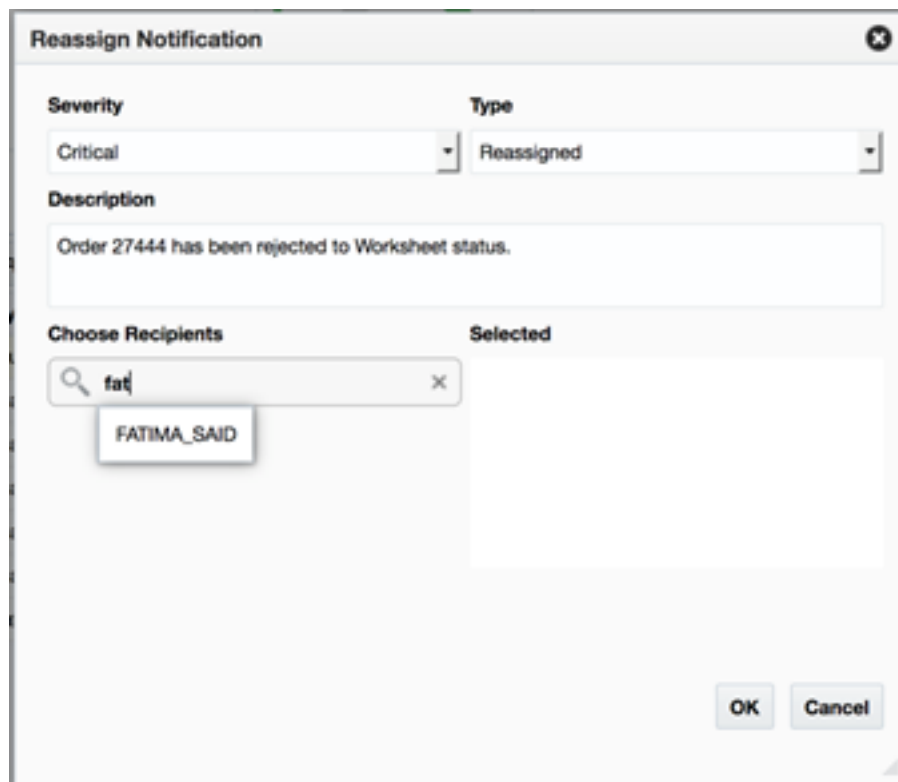 Reassign Notification
Severity
Type
Critical
Reassigned
Description
Order 27444 has been rejected to Worksheet status.
Choose Recipients
Selected
fat
FATIMA_SAID
OK
Cancel